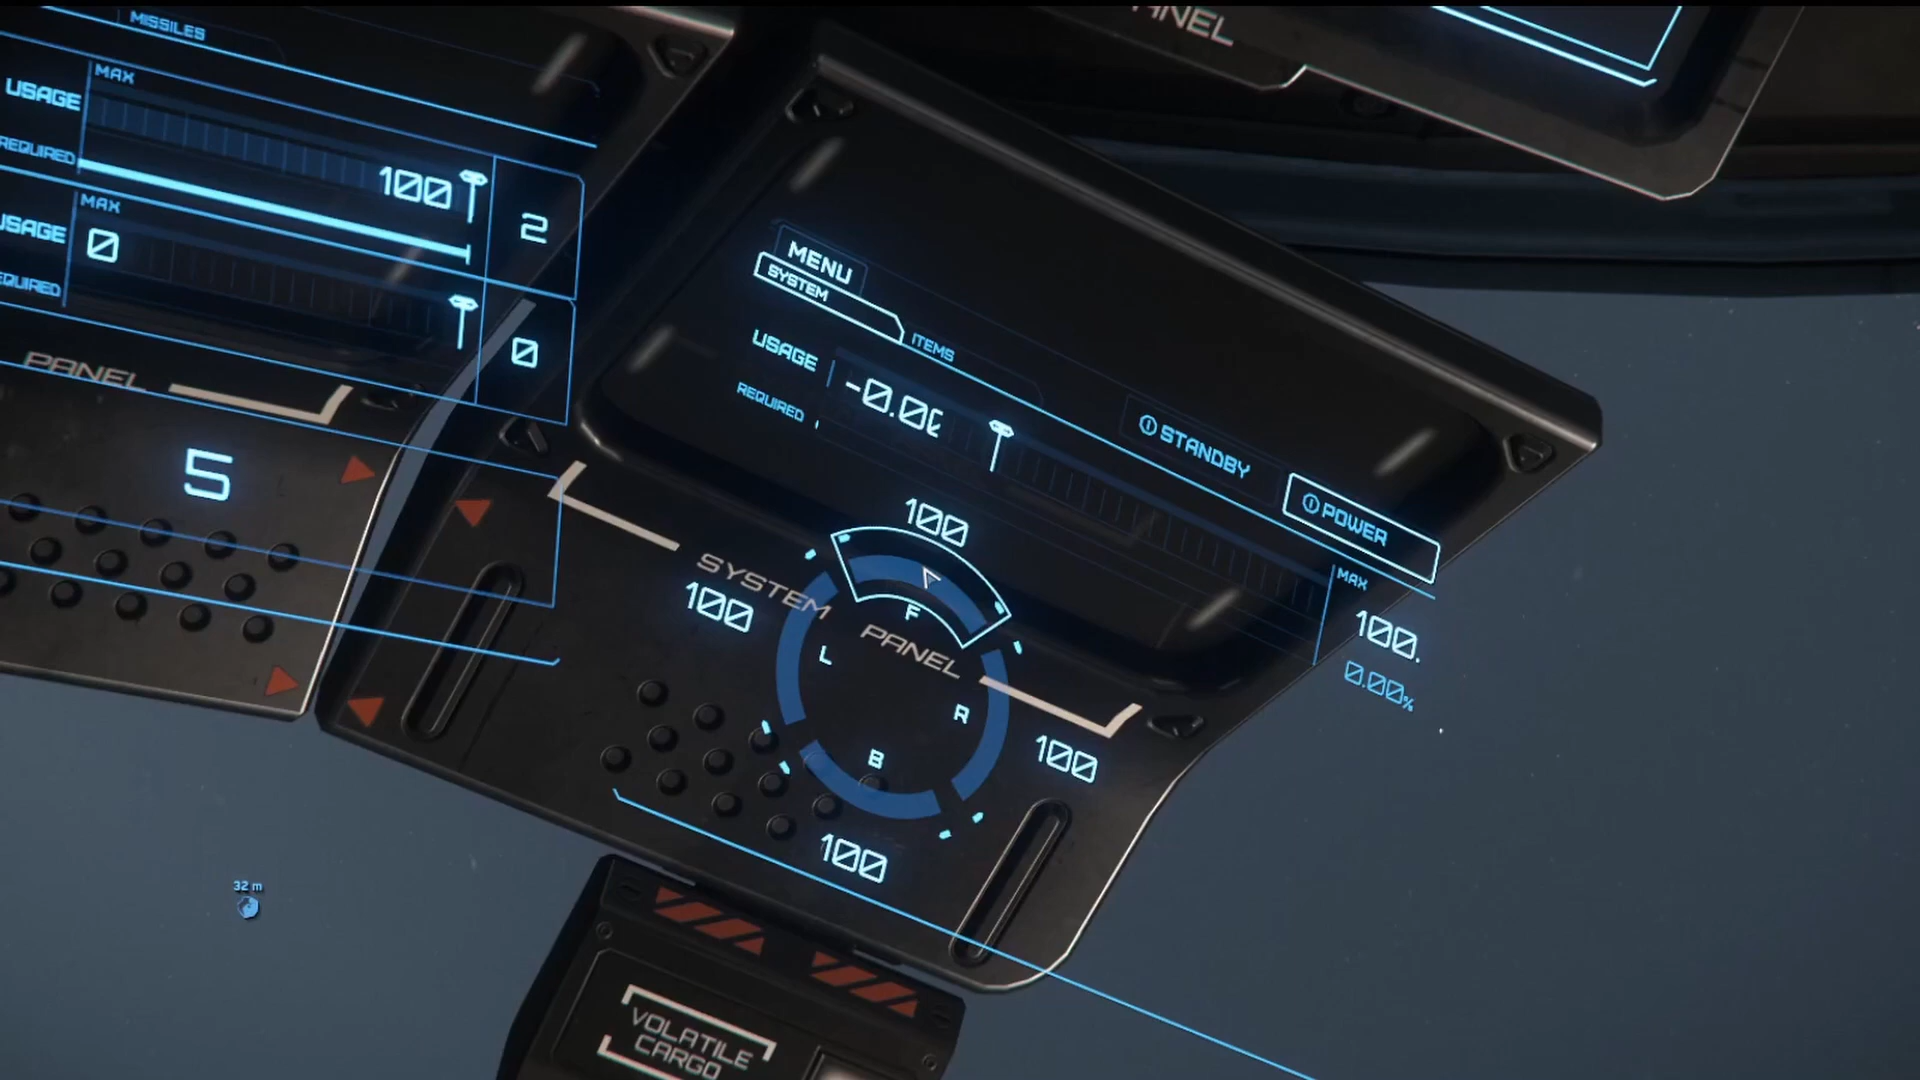 MISSILES
USAGE
MAX
100
REQUIRED
2
USAGE
MAX
0
REQUIRED
0
PANEL
5
MENU
SYSTEM
ITEMS
USAGE
-0.00
REQUIRED
STANDBY
POWER
MAX
100.
0.00%
SYSTEM
PANEL
100
F
100
L
R
100
B
100
32 m
VOLATILE
CARGO